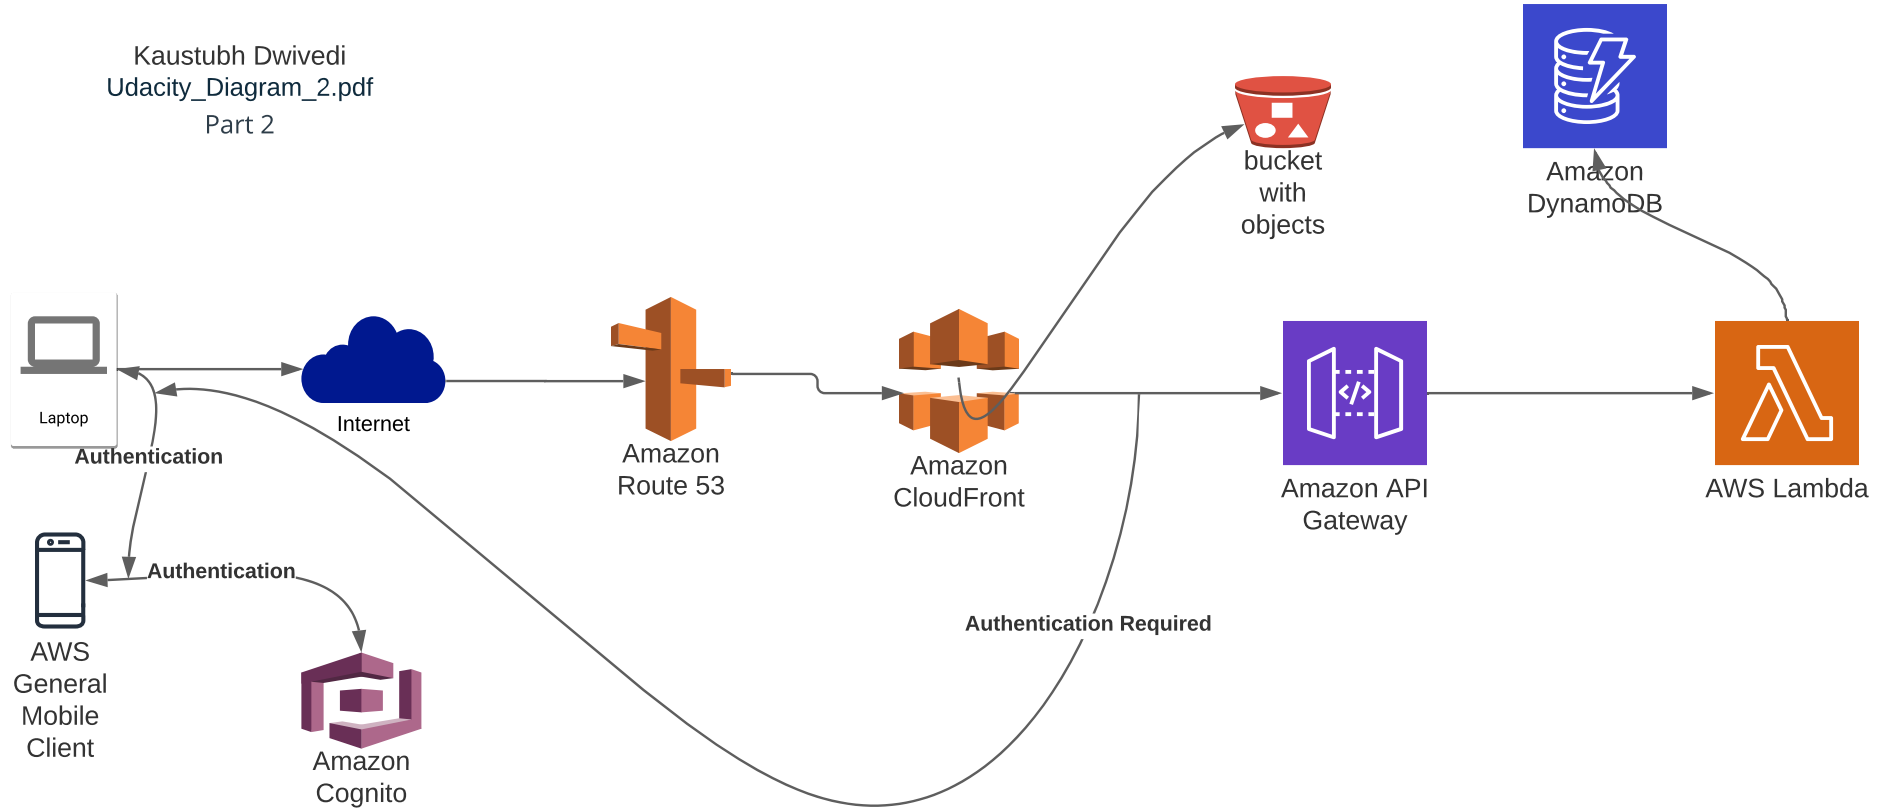 Kaustubh Dwivedi
Udacity_Diagram_2.pdf
Part 2
bucket
with
objects
Amazon
DynamoDB
Laptop
Internet
Amazon
Route 53
Amazon
CloudFront
Amazon API
Gateway
AWS Lambda
Authentication
Authentication
Authentication Required
AWS
General
Mobile
Client
Amazon
Cognito